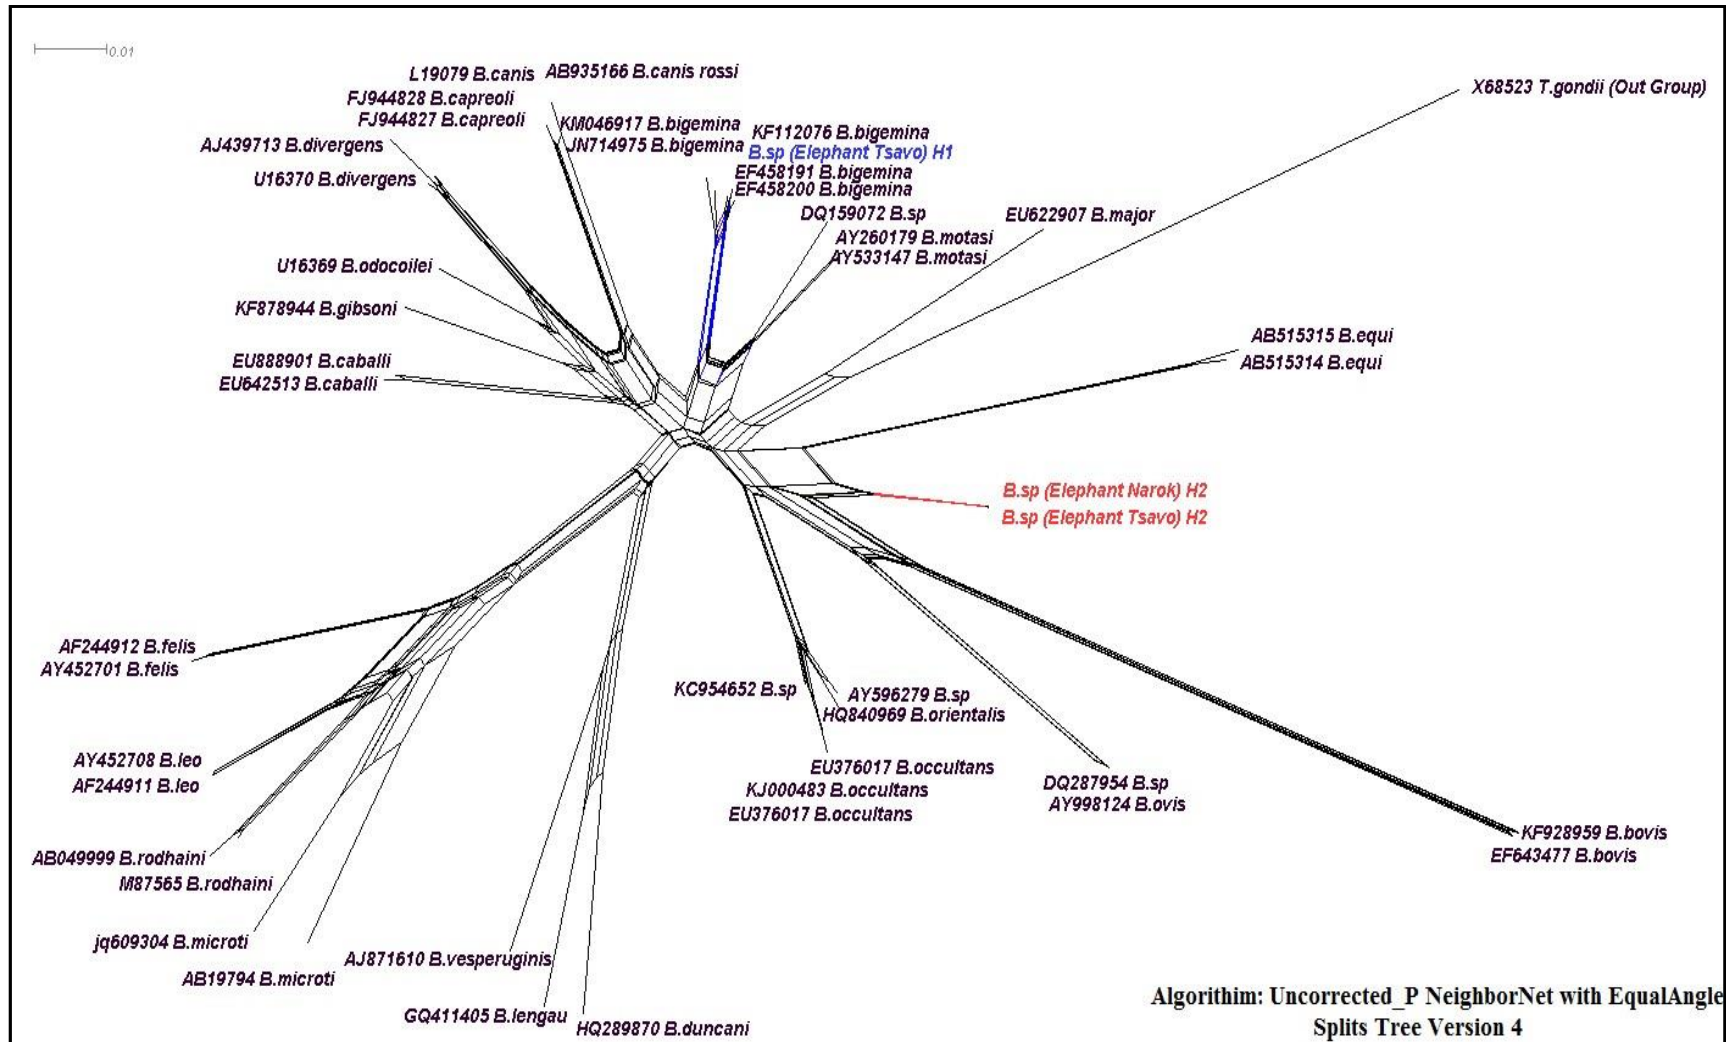 0.01
L19079 B.canis
AB935166 B.canis rossi
X68523 T.gondii (Out Group)
FJ944828 B.capreoli
FJ944827 B.capreoli
KM046917 B.bigemina
KF112076 B.bigemina
AJ439713 B.divergens
JN714975 B.bigemina
B.sp (Elephant Tsavo) H1
U16370 B.divergens
EF458191 B.bigemina
EF458200 B.bigemina
DQ159072 B.sp
EU622907 B.major
AY260179 B.motasi
AY533147 B.motasi
U16369 B.odocoilei
KF878944 B.gibsoni
AB515315 B.equi
EU888901 B.caballi
AB515314 B.equi
EU642513 B.caballi
B.sp (Elephant Narok) H2
B.sp (Elephant Tsavo) H2
AF244912 B.felis
AY452701 B.felis
KC954652 B.sp
AY596279 B.sp
HQ840969 B.orientalis
AY452708 B.leo
EU376017 B.occultans
AF244911 B.leo
KJ000483 B.occultans
DQ287954 B.sp
AY998124 B.ovis
EU376017 B.occultans
KF928959 B.bovis
EF643477 B.bovis
AB049999 B.rodhaini
M87565 B.rodhaini
jq609304 B.microti
AB19794 B.microti
AJ871610 B.vesperuginis
GQ411405 B.lengau
HQ289870 B.duncani
Algorithim: Uncorrected_P NeighborNet with EqualAngle
Splits Tree Version 4